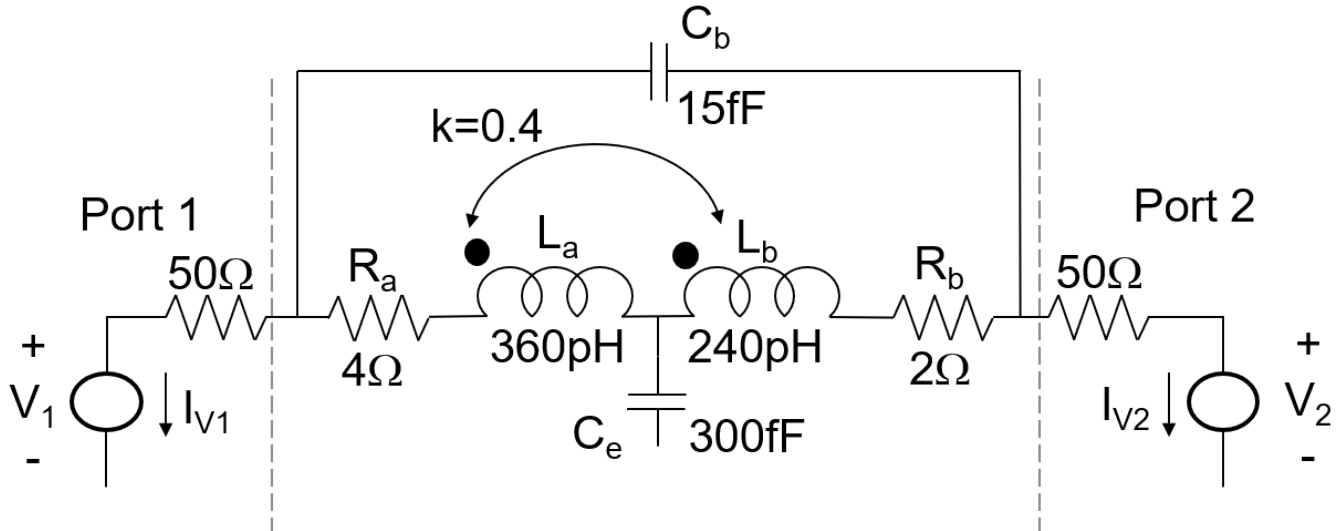 C_b
15fF
k=0.4
Port 1
Port 2
50Ω
R_a
L_a
L_b
R_b
50Ω
4Ω
360pH
240pH
2Ω
+
V_1
-
I_V1
C_e
300fF
I_V2
+
V_2
-